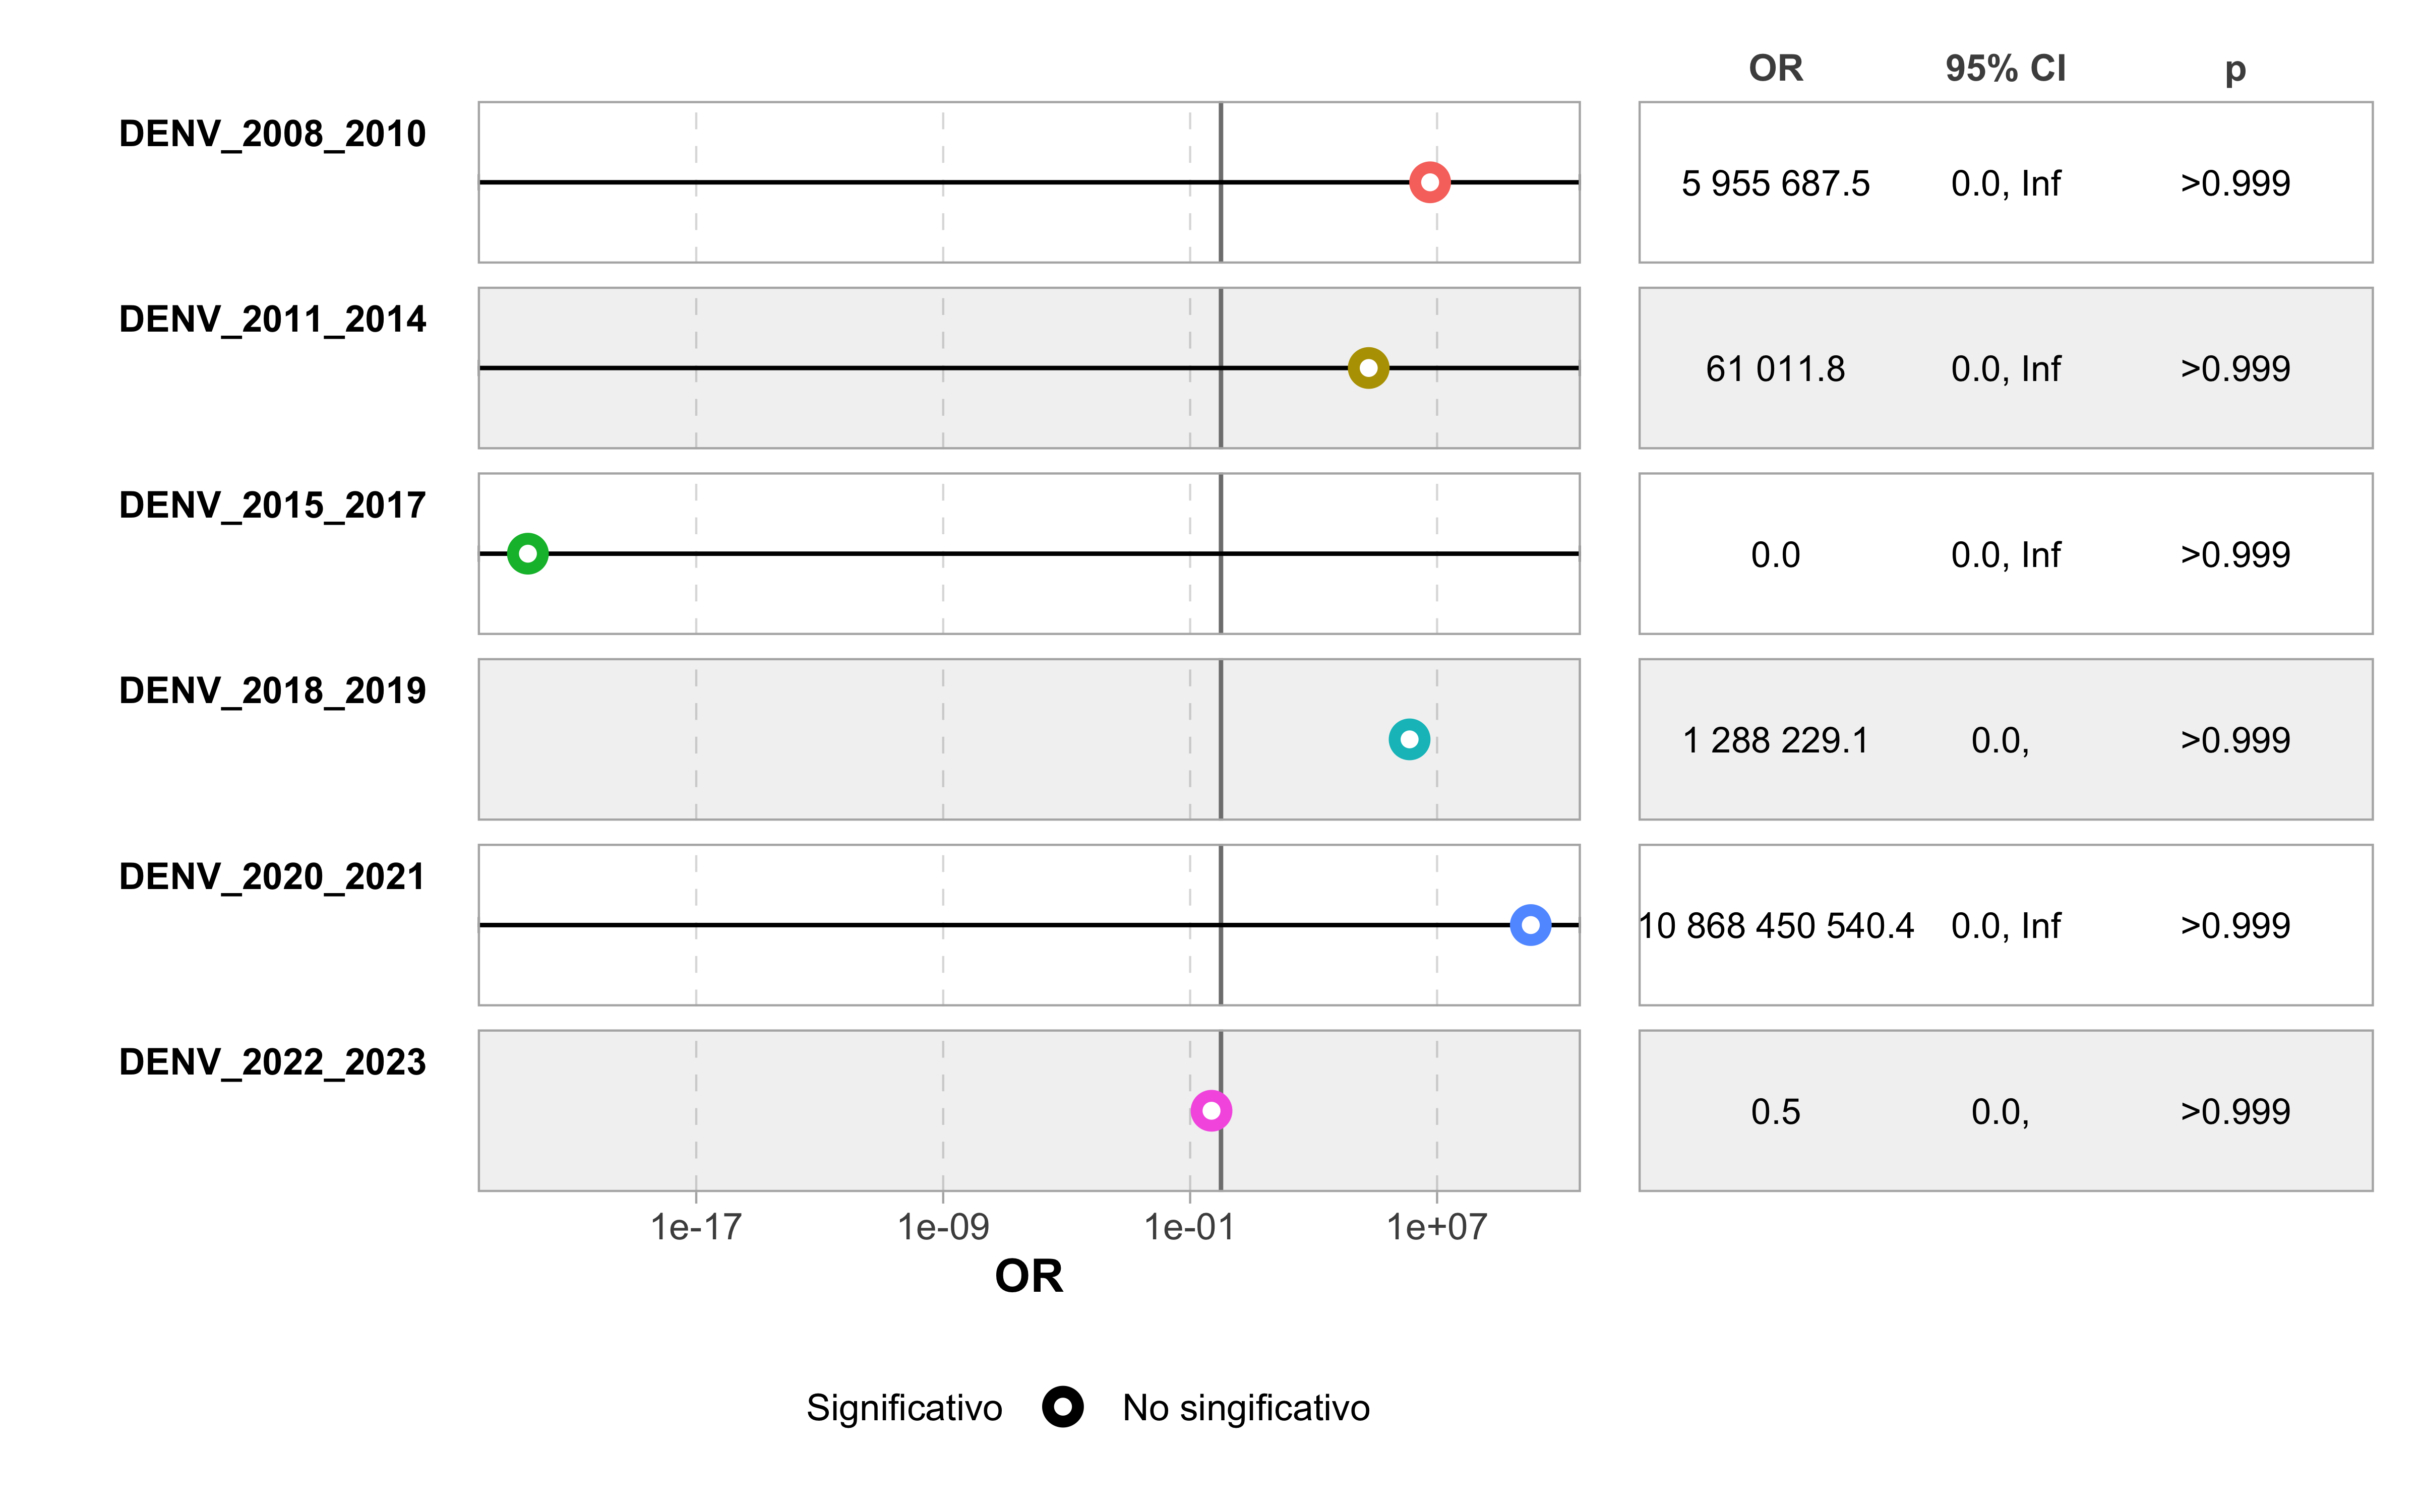 OR 95% CI p
DENV_2008_2010 5 955 687.5 0.0, Inf >0.999
DENV_2011_2014 61 011.8 0.0, Inf >0.999
DENV_2015_2017 0.0 0.0, Inf >0.999
DENV_2018_2019 1 288 229.1 0.0, >0.999
DENV_2020_2021 10 868 450 540.4 0.0, Inf >0.999
DENV_2022_2023 0.5 0.0, >0.999
1e-17 1e-09 1e-01 1e+07
OR
Significativo No singificativo